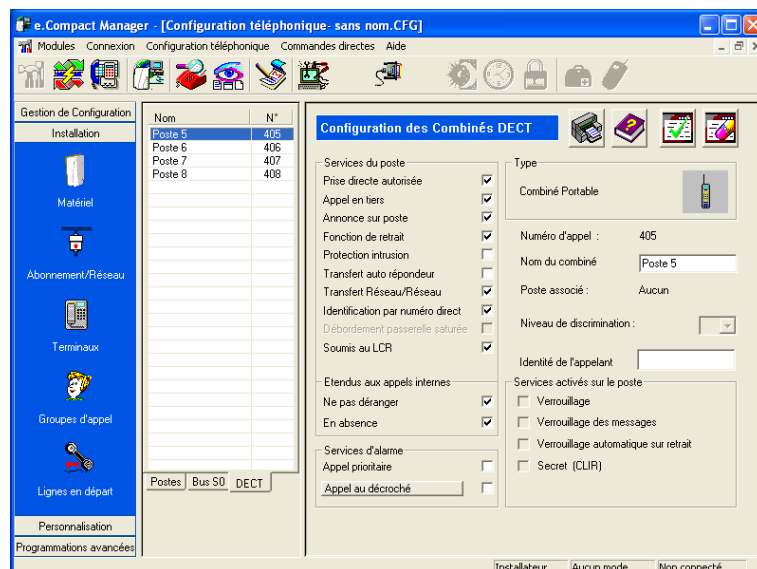 e.Compact Manager - [Configuration téléphonique- sans nom.CFG]
Modules Connexion Configuration téléphonique Commandes directes Aide
Gestion de Configuration
Installation
Matériel
Abonnement/Réseau
Terminaux
Groupes d'appel
Lignes en départ
Personnalisation
Programmations avancées
Nom N°
Poste 5 405
Poste 6 406
Poste 7 407
Poste 8 408
Postes Bus S0 DECT
Configuration des Combinés DECT
Services du poste
Prise directe autorisée
Appel en tiers
Annonce sur poste
Fonction de retrait
Protection intrusion
Transfert auto répondeur
Transfert Réseau/Réseau
Identification par numéro direct
Débordement passerelle saturée
Soumis au LCR
Etendus aux appels internes
Ne pas déranger
En absence
Services d'alarme
Appel prioritaire
Appel au décroché
Type
Combiné Portable
Numéro d'appel : 405
Nom du combiné Poste 5
Poste associé : Aucun
Niveau de discrimination :
Identité de l'appelant
Services activés sur le poste
Verrouillage
Verrouillage des messages
Verrouillage automatique sur retrait
Secret (CLIR)
Installateur Aucun mode Non connecté